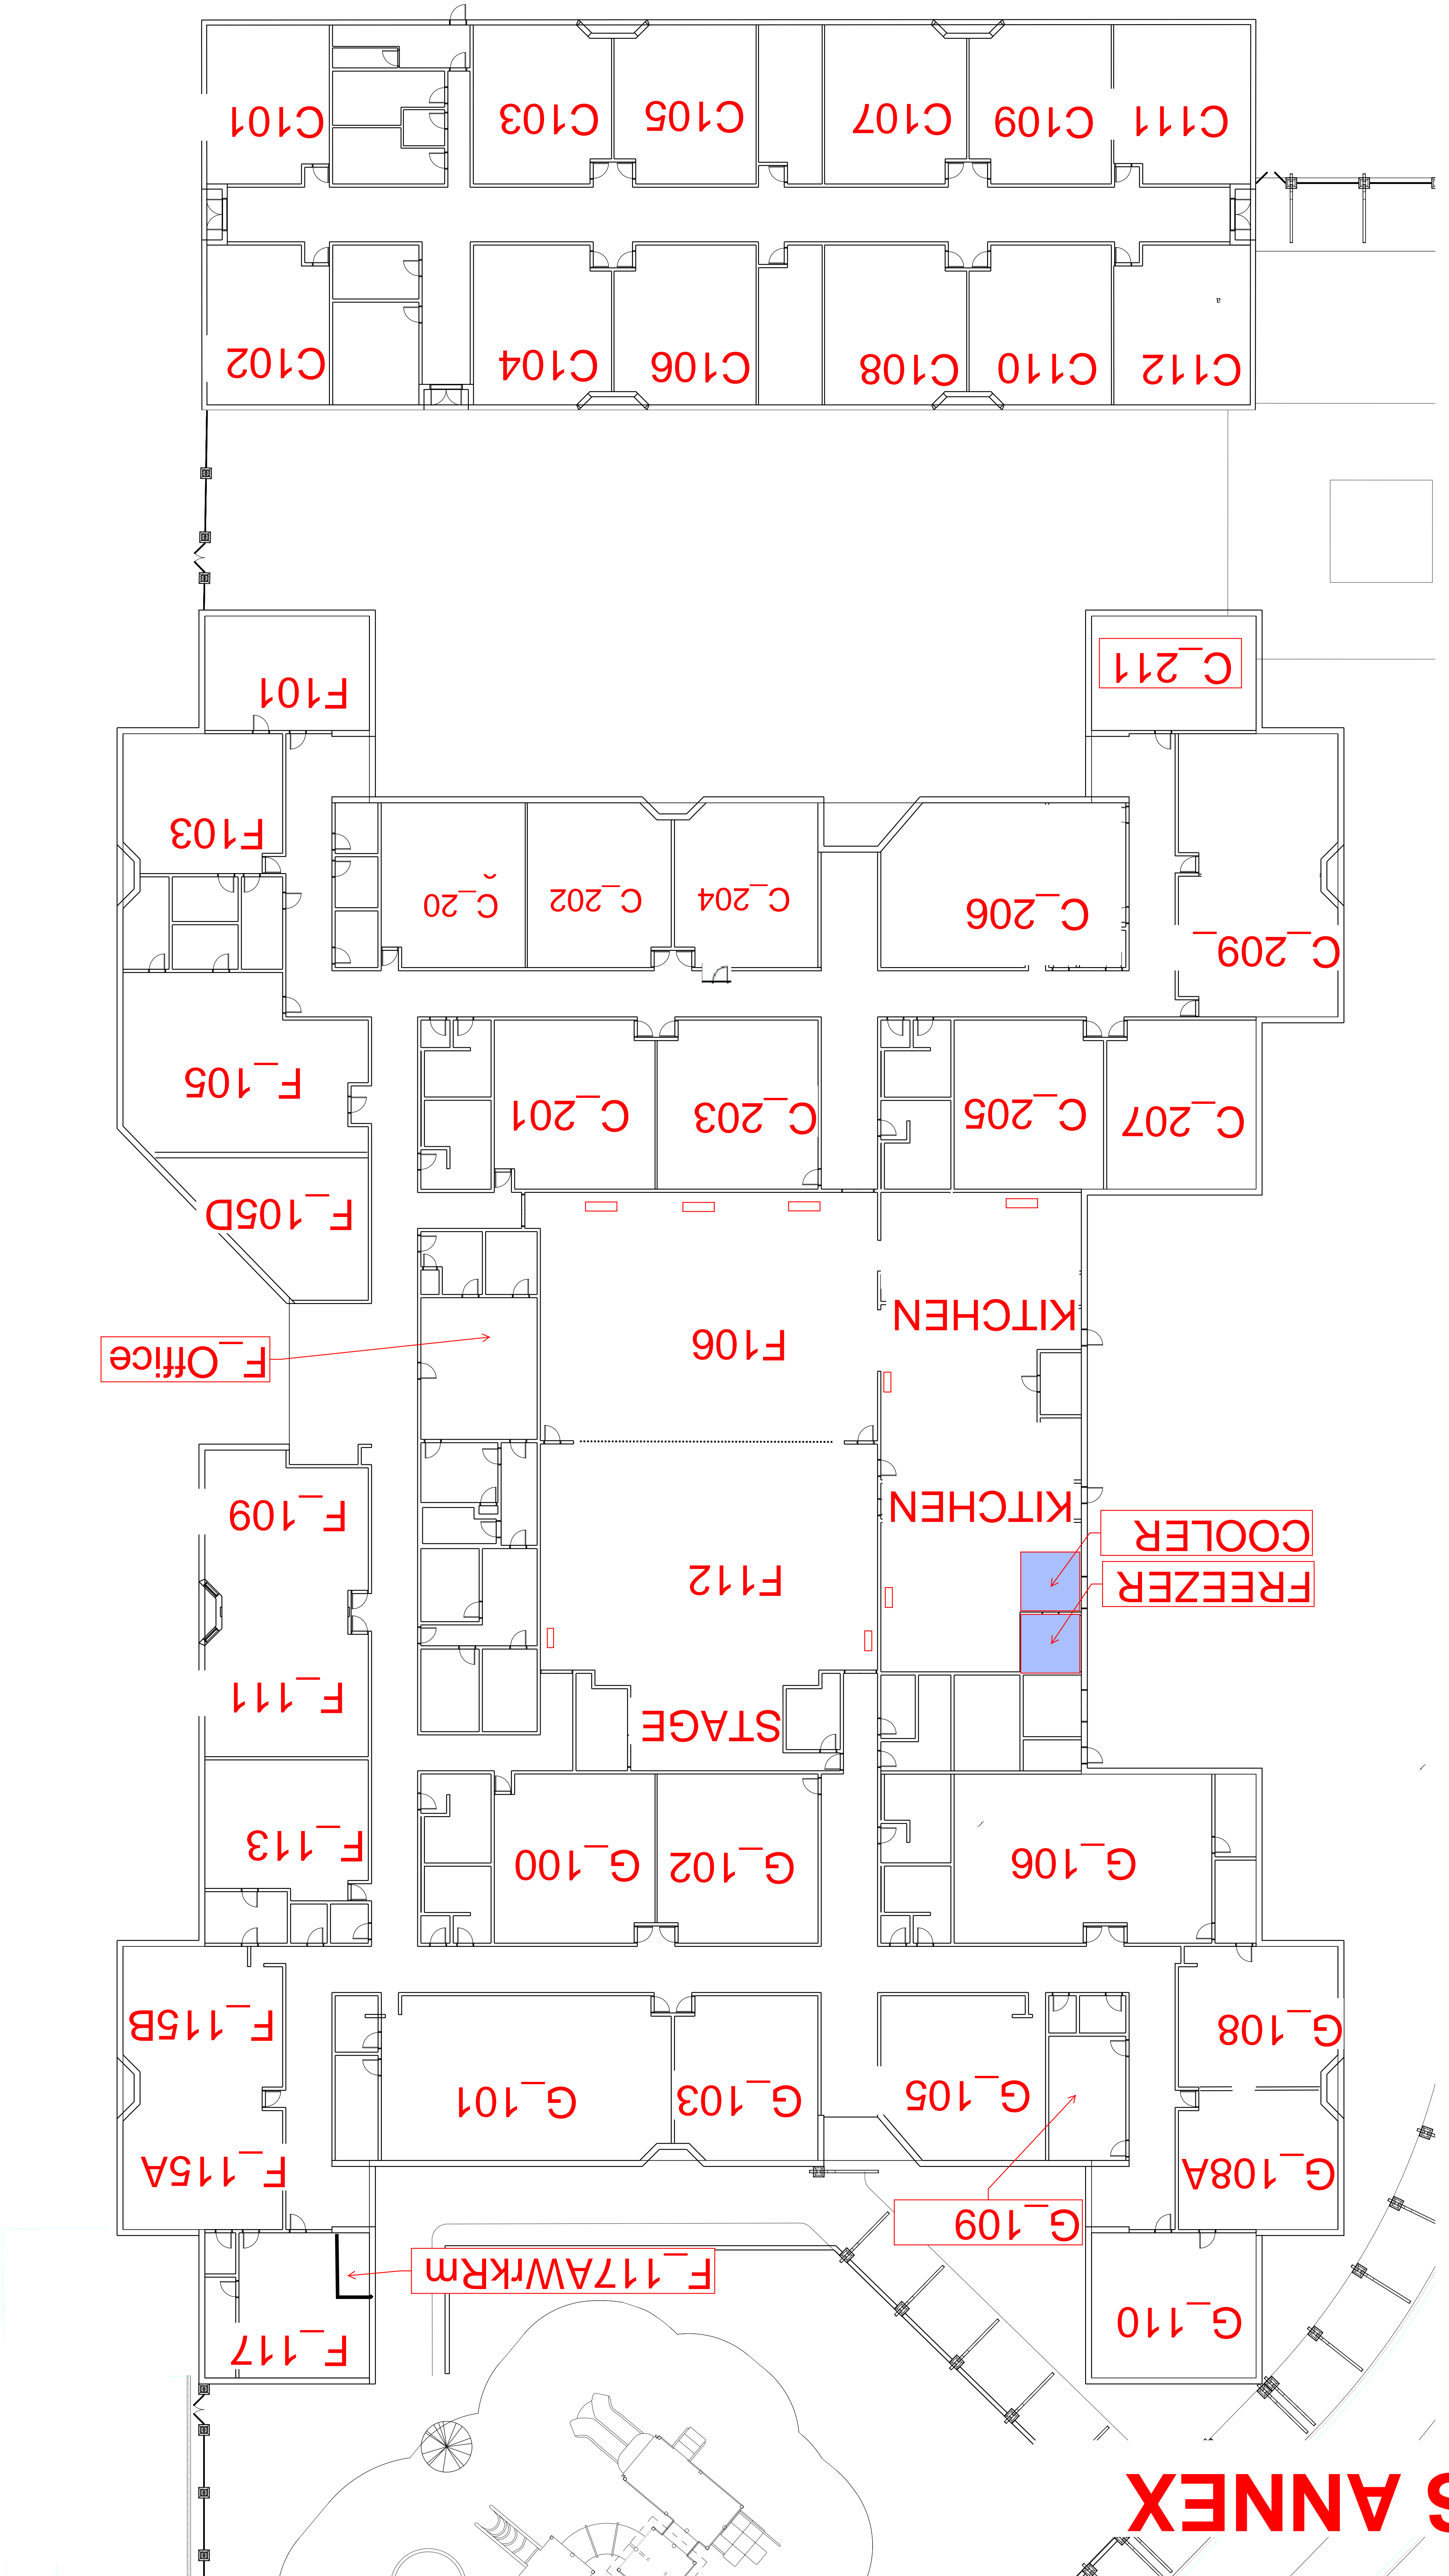 S ANNEX
G_110
F_117
F_117AWrkRm
G_109
G_108A
F_115A
G_105
G_103
G_101
G_108
F_115B
G_106
G_102
G_100
F_113
STAGE
F_111
FREEZER
F112
COOLER
KITCHEN
F_109
F_Office
F106
KITCHEN
F_105D
C_207
C_205
C_203
C_201
F_105
C_209_
C_206
C_204
C_202
C_20
F103
F101
C_211
C112
C110
C108
C106
C104
C102
a
C111
C109
C107
C105
C103
C101